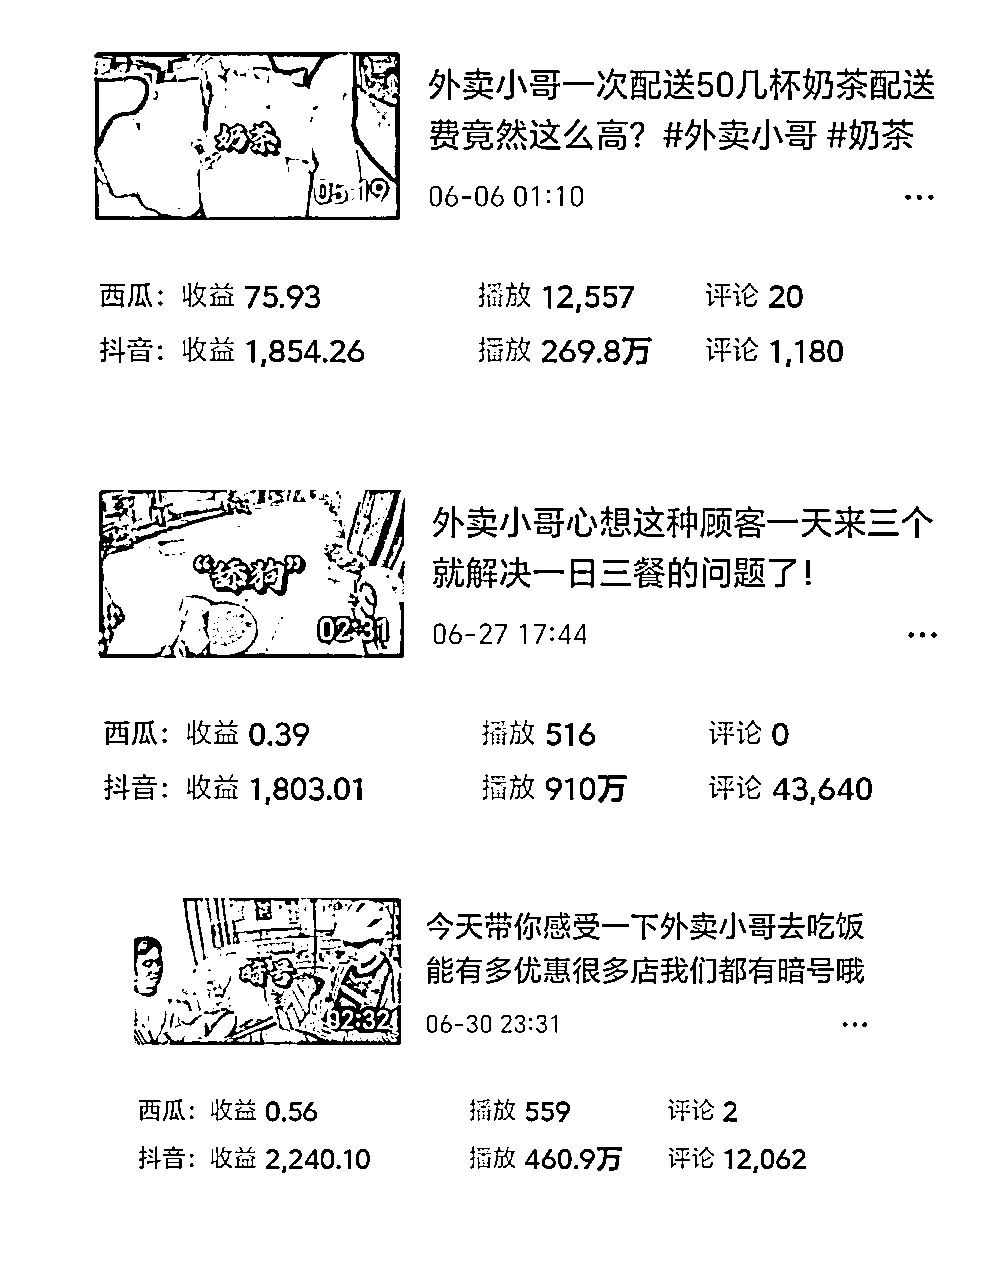 奶茶
05:19
外卖小哥一次配送50几杯奶茶配送
费竟然这么高？#外卖小哥 #奶茶
06-06 01:10
西瓜：收益 75.93 播放 12,557 评论 20
抖音：收益 1,854.26 播放 269.8万 评论 1,180
“舔狗”
02:31
外卖小哥心想这种顾客一天来三个
就解决一日三餐的问题了！
06-27 17:44
西瓜：收益 0.39 播放 516 评论 0
抖音：收益 1,803.01 播放 910万 评论 43,640
暗号
02:32
今天带你感受一下外卖小哥去吃饭
能有多优惠很多店我们都有暗号哦
06-30 23:31
西瓜：收益 0.56 播放 559 评论 2
抖音：收益 2,240.10 播放 460.9万 评论 12,062